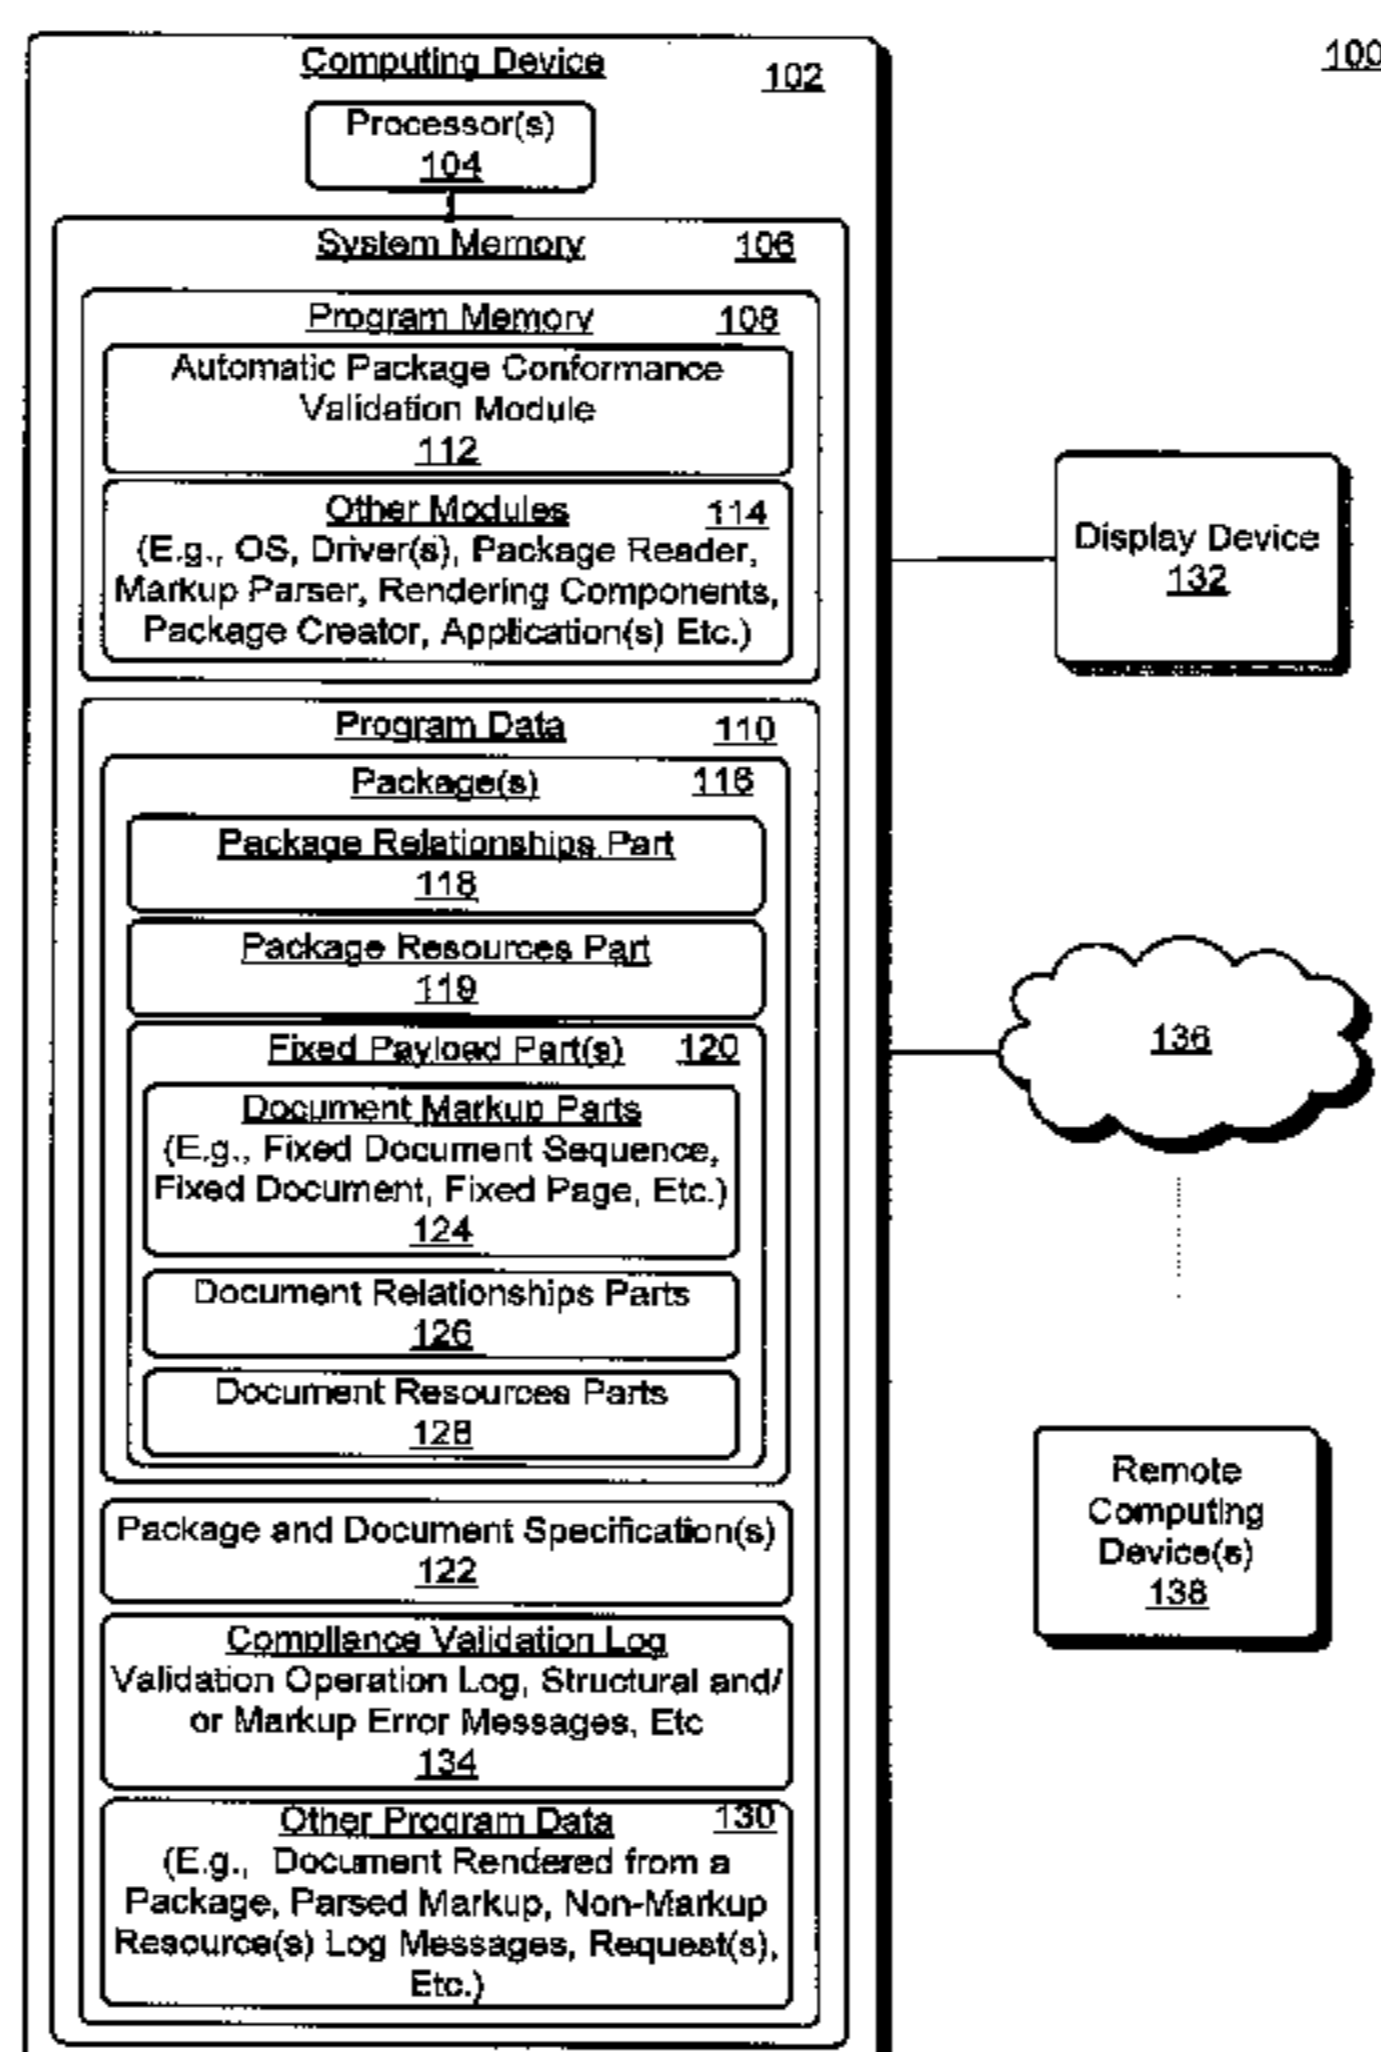 100
Computing Device 102
Processor(s)
104
System Memory 106
Program Memory 108
Automatic Package Conformance
Validation Module
112
Other Modules 114
(E.g., OS, Driver(s), Package Reader,
Markup Parser, Rendering Components,
Package Creator, Application(s) Etc.)
Program Data 110
Package(s) 116
Package Relationships Part
118
Package Resources Part
119
Fixed Payload Part(s) 120
Document Markup Parts
(E.g., Fixed Document Sequence,
Fixed Document, Fixed Page, Etc.)
124
Document Relationships Parts
126
Document Resources Parts
128
Package and Document Specification(s)
122
Compliance Validation Log
Validation Operation Log, Structural and/
or Markup Error Messages, Etc
134
Other Program Data 130
(E.g., Document Rendered from a
Package, Parsed Markup, Non-Markup
Resource(s) Log Messages, Request(s),
Etc.)
Display Device
132
136
Remote
Computing
Device(s)
138